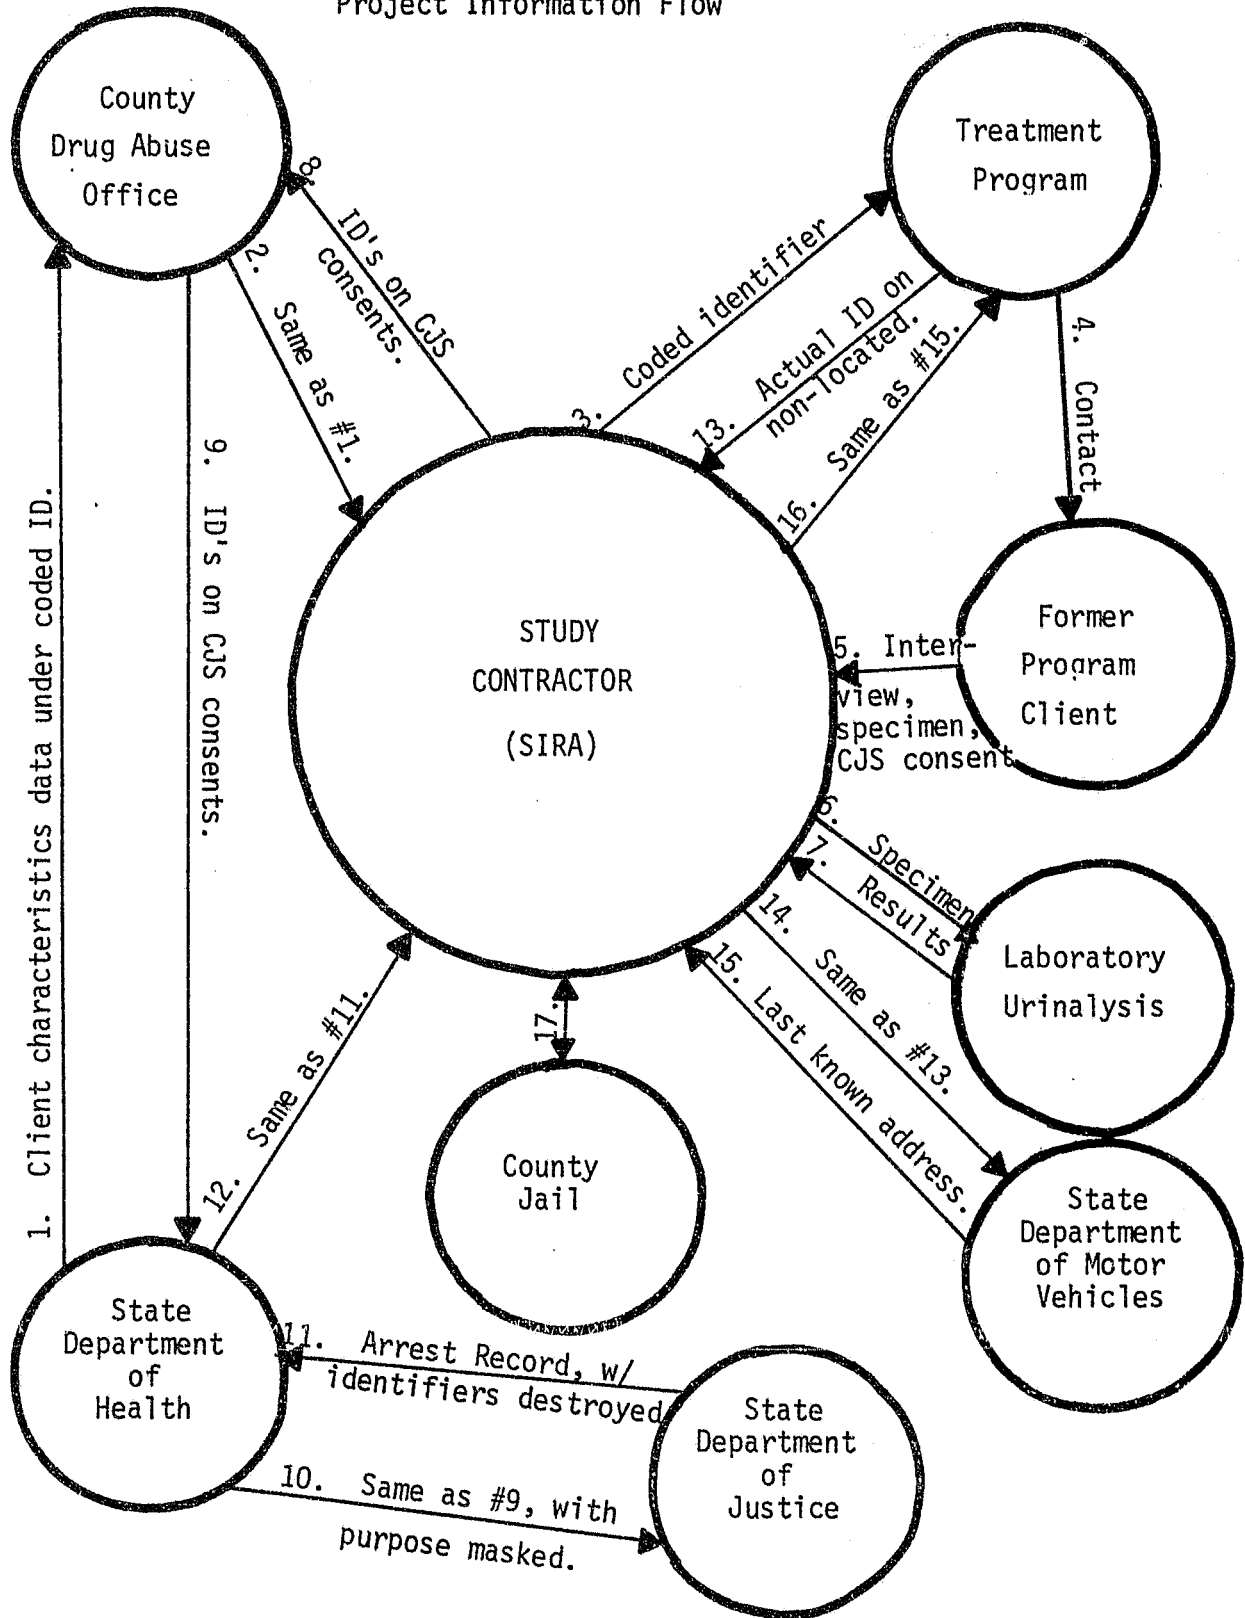 Project Information Flow
County
Drug Abuse
Office
Treatment
Program
8. ID's on CJS
consents.
2. Same as #1.
3. Coded identifier
13. Actual ID on
non-located.
16. Same as #15.
4. Contact
9. ID's on CJS consents.
1. Client characteristics data under coded ID.
STUDY
CONTRACTOR
(SIRA)
Former
Program
Client
5. Inter-
view,
specimen,
CJS consent
6. Specimen
7. Results
Laboratory
Urinalysis
14. Same as #13.
15. Last known address.
12. Same as #11.
17.
County
Jail
State
Department
of Motor
Vehicles
State
Department
of
Health
11. Arrest Record, w/
identifiers destroyed
10. Same as #9, with
purpose masked.
State
Department
of
Justice